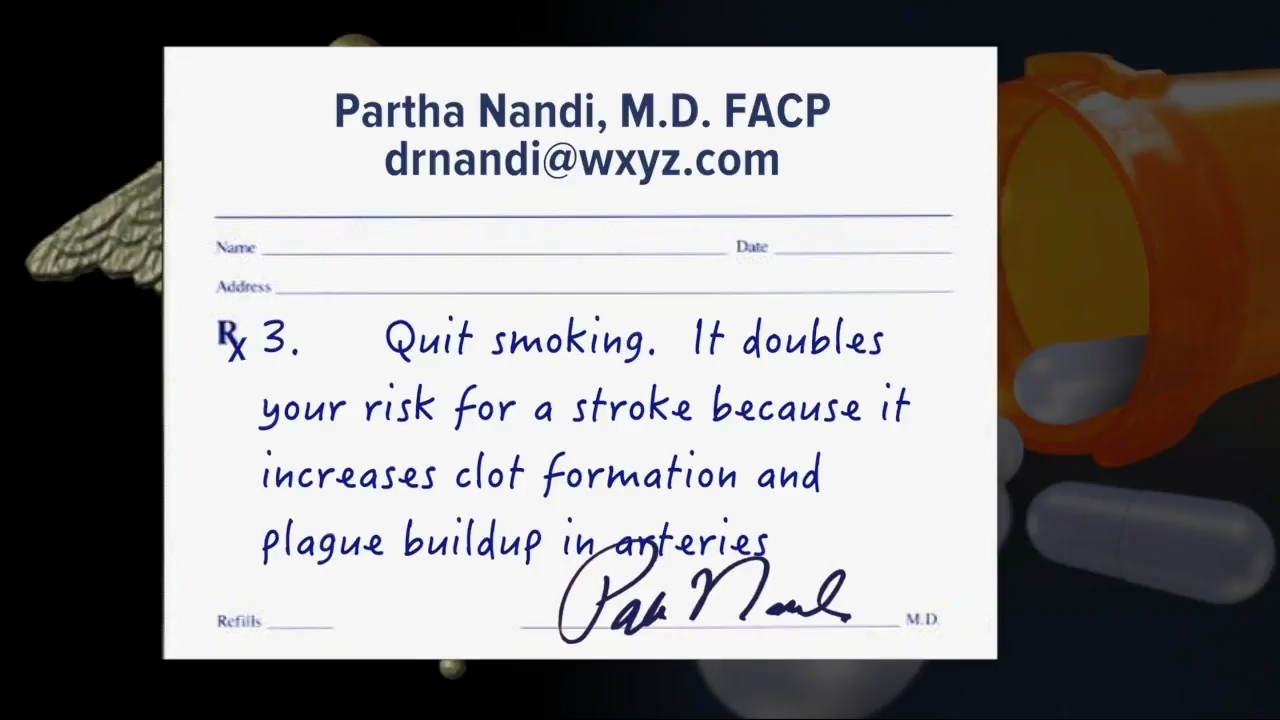 Partha Nandi, M.D. FACP
drnandi@wxyz.com
Name Date
Address
Rx 3. Quit smoking. It doubles
your risk for a stroke because it
increases clot formation and
plague buildup in arteries
Refills M.D.